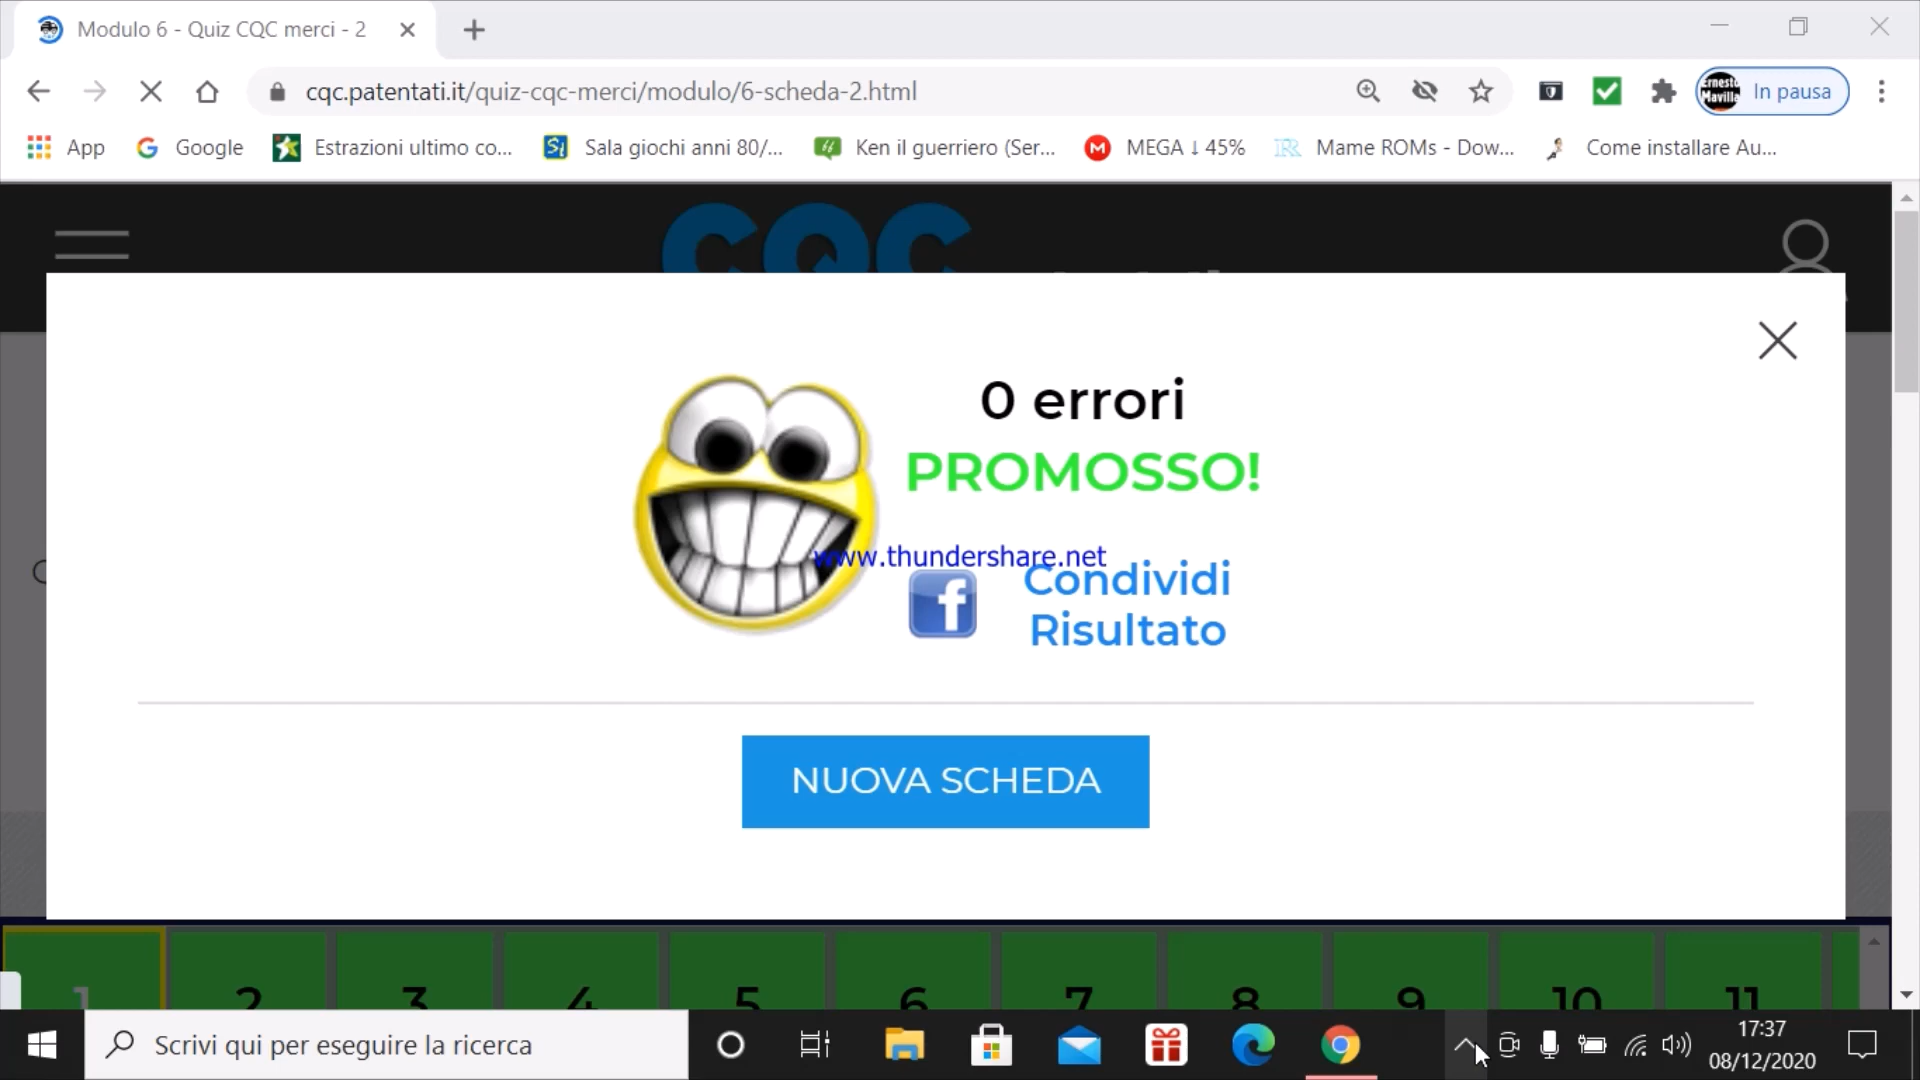 Modulo 6 - Quiz CQC merci - 2
cqc.patentati.it/quiz-cqc-merci/modulo/6-scheda-2.html
Ernesto
Mavilla
In pausa
App
Google
Estrazioni ultimo co...
Sala giochi anni 80/...
Ken il guerriero (Ser...
MEGA ↓ 45%
Mame ROMs - Dow...
Come installare Au...
CQC
0 errori
PROMOSSO!
www.thundershare.net
Condividi
Risultato
NUOVA SCHEDA
1 2 3 4 5 6 7 8 9 10 11
Scrivi qui per eseguire la ricerca
17:37
08/12/2020